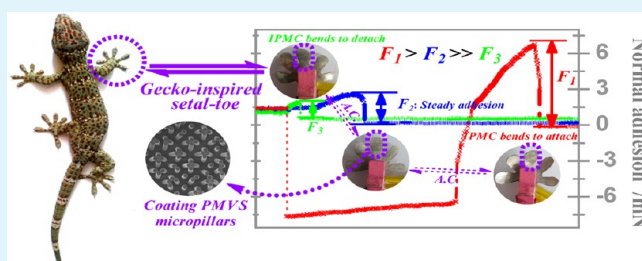 IPMC bends to detach
Gecko-inspired
setal-toe
F1 > F2 >> F3
F1
F2: Steady adhesion
F3
A.C.
A.C.
IPMC bends to attach
Coating PMVS
micropillars
6
3
0
-3
-6
Normal adhesion /mN